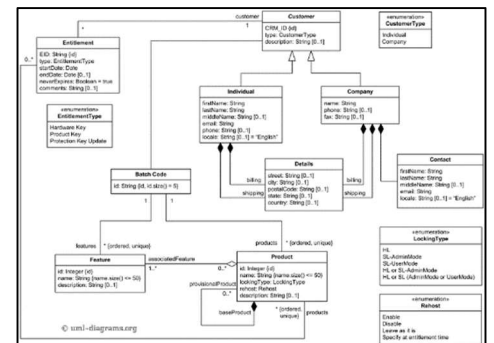 customer
*
1
Customer
CRM_ID {id}
type: CustomerType
description: String [0..1]
«enumeration»
CustomerType
Individual
Company
Entitlement
EID: String {id}
type: EntitlementType
startDate: Date
endDate: Date [0..1]
neverExpires: Boolean = true
comments: String [0..1]
0..*
«enumeration»
EntitlementType
Hardware Key
Product Key
Protection Key Update
Individual
firstName: String
lastName: String
middleName: String [0..1]
email: String
phone: String [0..1]
locale: String [0..1] = "English"
Company
name: String
phone: String [0..1]
fax: String [0..1]
Details
street: String [0..1]
city: String [0..1]
postalCode: String [0..1]
state: String [0..1]
country: String [0..1]
billing
shipping
billing
shipping
Contact
firstName: String
lastName: String
middleName: String [0..1]
email: String
locale: String [0..1] = "English"
Batch Code
id: String {id, id.size() = 5}
1
1
features
* {ordered, unique}
products
* {ordered, unique}
Feature
id: Integer {id}
name: String {name.size() <= 50}
description: String [0..1]
associatedFeature
1..*
*
Product
id: Integer {id}
name: String {name.size() <= 50}
lockingType: LockingType
rehost: Rehost
description: String [0..1]
provisionalProduct
0..*
baseProduct
* {ordered,
unique}
products
«enumeration»
LockingType
HL
SL-AdminMode
SL-UserMode
HL or SL-AdminMode
HL or SL (AdminMode or UserMode)
«enumeration»
Rehost
Enable
Disable
Leave as it is
Specify at entitlement time
© uml-diagrams.org